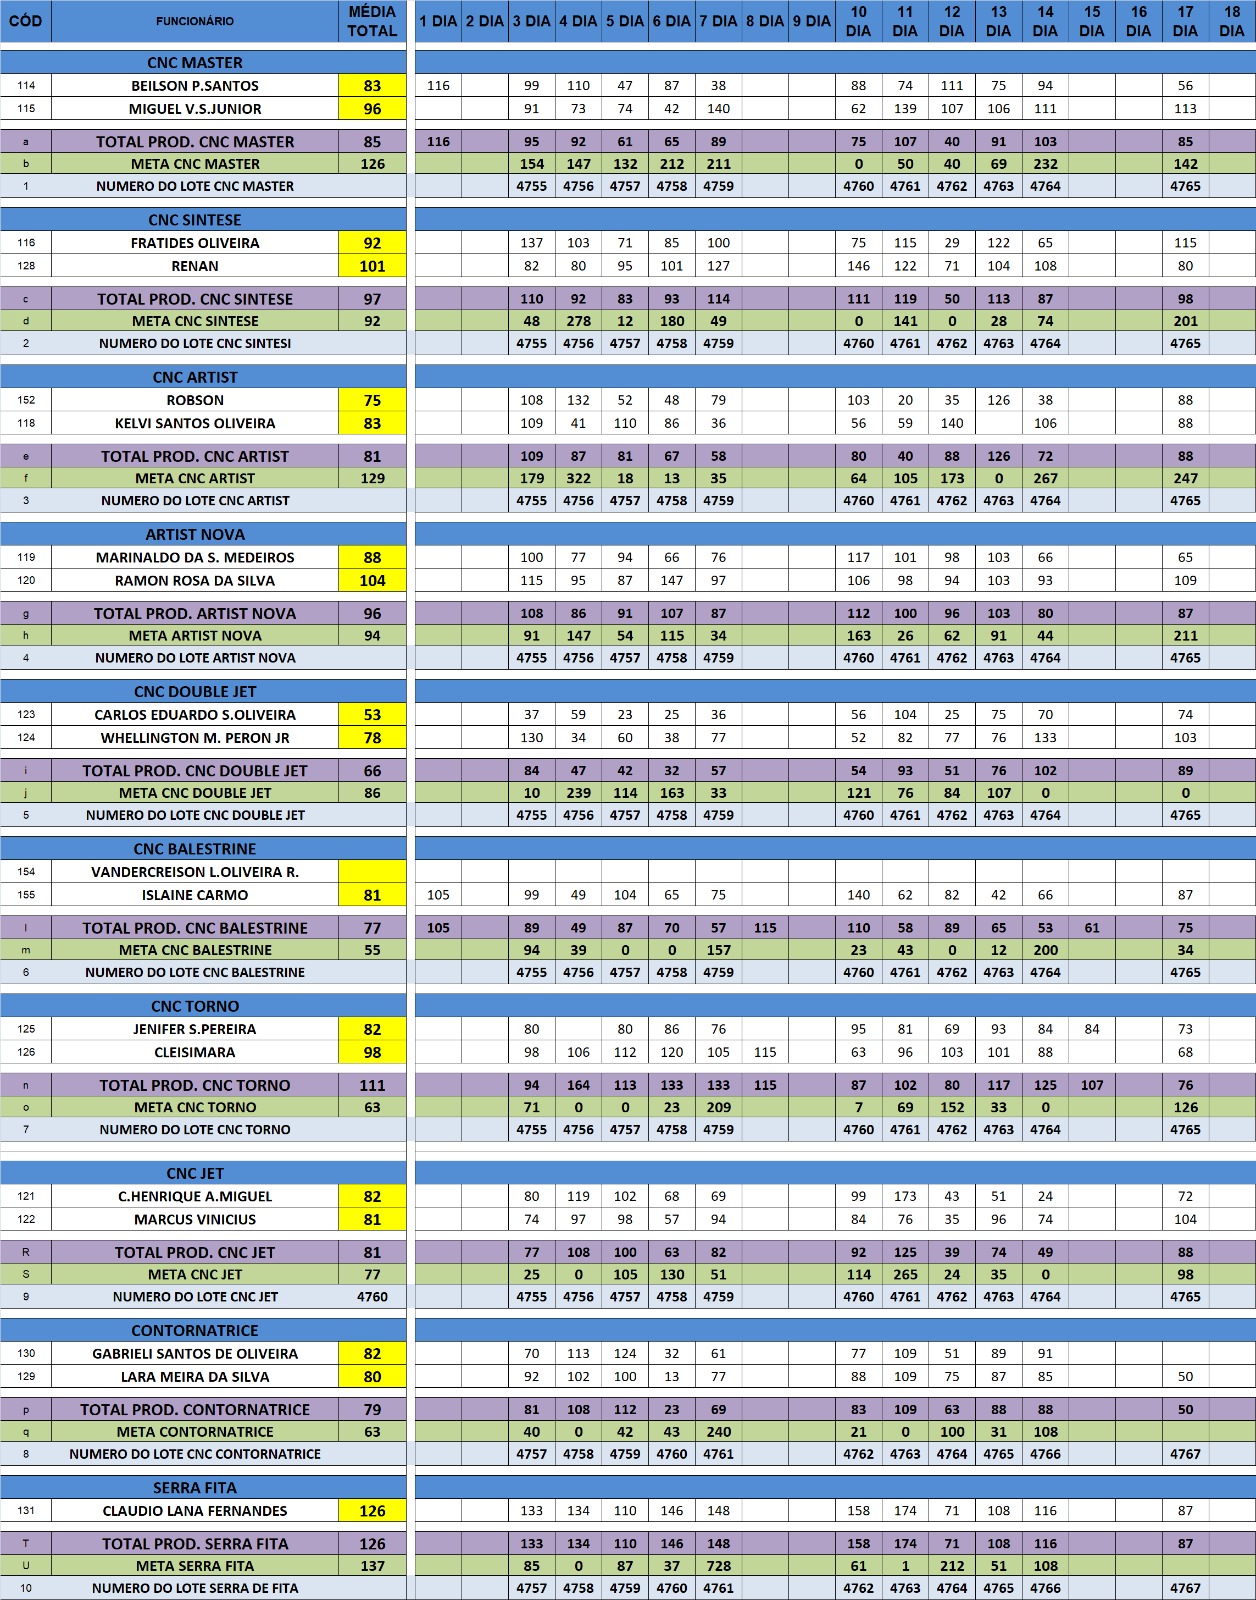 CÓD FUNCIONÁRIO MÉDIA TOTAL 1 DIA 2 DIA 3 DIA 4 DIA 5 DIA 6 DIA 7 DIA 8 DIA 9 DIA 10 DIA 11 DIA 12 DIA 13 DIA 14 DIA 15 DIA 16 DIA 17 DIA 18 DIA
CNC MASTER
114 BEILSON P.SANTOS 83 116 99 110 47 87 38 88 74 111 75 94 56
115 MIGUEL V.S.JUNIOR 96 91 73 74 42 140 62 139 107 106 111 113
a TOTAL PROD. CNC MASTER 85 116 95 92 61 65 89 75 107 40 91 103 85
b META CNC MASTER 126 154 147 132 212 211 0 50 40 69 232 142
1 NUMERO DO LOTE CNC MASTER 4755 4756 4757 4758 4759 4760 4761 4762 4763 4764 4765
CNC SINTESE
116 FRATIDES OLIVEIRA 92 137 103 71 85 100 75 115 29 122 65 115
128 RENAN 101 82 80 95 101 127 146 122 71 104 108 80
c TOTAL PROD. CNC SINTESE 97 110 92 83 93 114 111 119 50 113 87 98
d META CNC SINTESE 92 48 278 12 180 49 0 141 0 28 74 201
2 NUMERO DO LOTE CNC SINTESI 4755 4756 4757 4758 4759 4760 4761 4762 4763 4764 4765
CNC ARTIST
152 ROBSON 75 108 132 52 48 79 103 20 35 126 38 88
118 KELVI SANTOS OLIVEIRA 83 109 41 110 86 36 56 59 140 106 88
e TOTAL PROD. CNC ARTIST 81 109 87 81 67 58 80 40 88 126 72 88
f META CNC ARTIST 129 179 322 18 13 35 64 105 173 0 267 247
3 NUMERO DO LOTE CNC ARTIST 4755 4756 4757 4758 4759 4760 4761 4762 4763 4764 4765
ARTIST NOVA
119 MARINALDO DA S. MEDEIROS 88 100 77 94 66 76 117 101 98 103 66 65
120 RAMON ROSA DA SILVA 104 115 95 87 147 97 106 98 94 103 93 109
g TOTAL PROD. ARTIST NOVA 96 108 86 91 107 87 112 100 96 103 80 87
h META ARTIST NOVA 94 91 147 54 115 34 163 26 62 91 44 211
4 NUMERO DO LOTE ARTIST NOVA 4755 4756 4757 4758 4759 4760 4761 4762 4763 4764 4765
CNC DOUBLE JET
123 CARLOS EDUARDO S.OLIVEIRA 53 37 59 23 25 36 56 104 25 75 70 74
124 WHELLINGTON M. PERON JR 78 130 34 60 38 77 52 82 77 76 133 103
i TOTAL PROD. CNC DOUBLE JET 66 84 47 42 32 57 54 93 51 76 102 89
j META CNC DOUBLE JET 86 10 239 114 163 33 121 76 84 107 0 0
5 NUMERO DO LOTE CNC DOUBLE JET 4755 4756 4757 4758 4759 4760 4761 4762 4763 4764 4765
CNC BALESTRINE
154 VANDERCREISON L.OLIVEIRA R.
155 ISLAINE CARMO 81 105 99 49 104 65 75 140 62 82 42 66 87
l TOTAL PROD. CNC BALESTRINE 77 105 89 49 87 70 57 115 110 58 89 65 53 61 75
m META CNC BALESTRINE 55 94 39 0 0 157 23 43 0 12 200 34
6 NUMERO DO LOTE CNC BALESTRINE 4755 4756 4757 4758 4759 4760 4761 4762 4763 4764 4765
CNC TORNO
125 JENIFER S.PEREIRA 82 80 80 86 76 95 81 69 93 84 84 73
126 CLEISIMARA 98 98 106 112 120 105 115 63 96 103 101 88 68
n TOTAL PROD. CNC TORNO 111 94 164 113 133 133 115 87 102 80 117 125 107 76
o META CNC TORNO 63 71 0 0 23 209 7 69 152 33 0 126
7 NUMERO DO LOTE CNC TORNO 4755 4756 4757 4758 4759 4760 4761 4762 4763 4764 4765
CNC JET
121 C.HENRIQUE A.MIGUEL 82 80 119 102 68 69 99 173 43 51 24 72
122 MARCUS VINICIUS 81 74 97 98 57 94 84 76 35 96 74 104
R TOTAL PROD. CNC JET 81 77 108 100 63 82 92 125 39 74 49 88
S META CNC JET 77 25 0 105 130 51 114 265 24 35 0 98
9 NUMERO DO LOTE CNC JET 4760 4755 4756 4757 4758 4759 4760 4761 4762 4763 4764 4765
CONTORNATRICE
130 GABRIELI SANTOS DE OLIVEIRA 82 70 113 124 32 61 77 109 51 89 91
129 LARA MEIRA DA SILVA 80 92 102 100 13 77 88 109 75 87 85 50
p TOTAL PROD. CONTORNATRICE 79 81 108 112 23 69 83 109 63 88 88 50
q META CONTORNATRICE 63 40 0 42 43 240 21 0 100 31 108
8 NUMERO DO LOTE CNC CONTORNATRICE 4757 4758 4759 4760 4761 4762 4763 4764 4765 4766 4767
SERRA FITA
131 CLAUDIO LANA FERNANDES 126 133 134 110 146 148 158 174 71 108 116 87
T TOTAL PROD. SERRA FITA 126 133 134 110 146 148 158 174 71 108 116 87
U META SERRA FITA 137 85 0 87 37 728 61 1 212 51 108
10 NUMERO DO LOTE SERRA DE FITA 4757 4758 4759 4760 4761 4762 4763 4764 4765 4766 4767